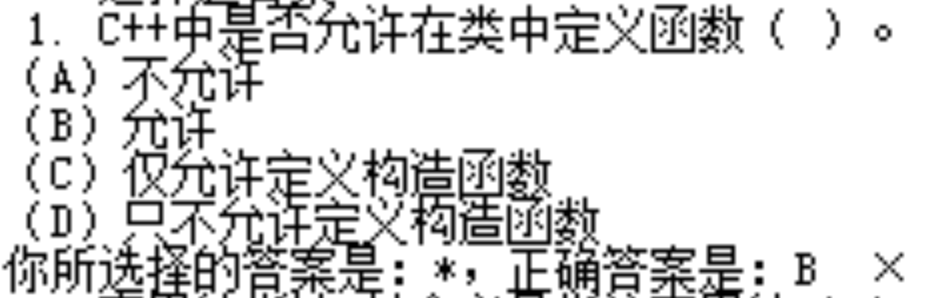 1. C++中是否允许在类中定义函数（ ）。
(A) 不允许
(B) 允许
(C) 仅允许定义构造函数
(D) 只不允许定义构造函数
你所选择的答案是：*，正确答案是：B ×